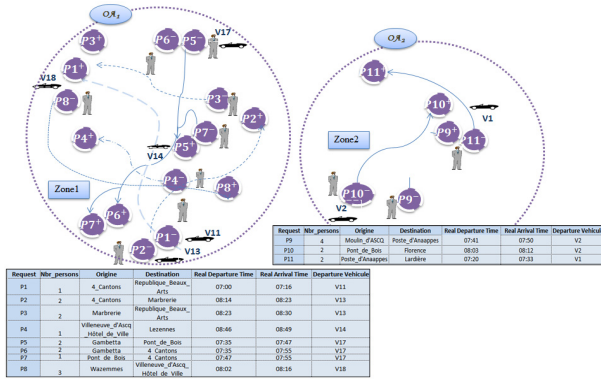 OA₁
P3⁺
P6⁻
P5⁻
V17
P1⁺
V18
P8⁻
P3⁻
P2⁺
P4⁺
V14
P7⁻
P5⁺
P4⁻
P8⁺
Zone1
P7⁺
P6⁺
P1⁻
V11
P2⁻
V13
OA₂
P11⁺
P10⁺
V1
P9⁺
P11⁻
Zone2
P10⁻
V2
P9⁻
Request Nbr_persons Origine Destination Real Departure Time Real Arrival Time Departure Vehicule
P9 4 Moulin_d'ASCQ Poste_d'Anaappes 07:41 07:50 V2
P10 2 Pont_de_Bois Florence 08:03 08:12 V2
P11 2 Poste_d'Anaappes Lardière 07:20 07:33 V1
Request Nbr_persons Origine Destination Real Departure Time Real Arrival Time Departure Vehicule
P1 1 4_Cantons Republique_Beaux_Arts 07:00 07:16 V11
P2 2 4_Cantons Marbrerie 08:14 08:23 V13
P3 2 Marbrerie Republique_Beaux_Arts 08:23 08:30 V13
P4 1 Villeneuve_d'Ascq_Hôtel_de_Ville Lezennes 08:46 08:49 V14
P5 2 Gambetta Pont_de_Bois 07:35 07:47 V17
P6 2 Gambetta 4_Cantons 07:35 07:55 V17
P7 1 Pont_de_Bois 4_Cantons 07:47 07:55 V17
P8 3 Wazemmes Villeneuve_d'Ascq_Hôtel_de_Ville 08:02 08:16 V18